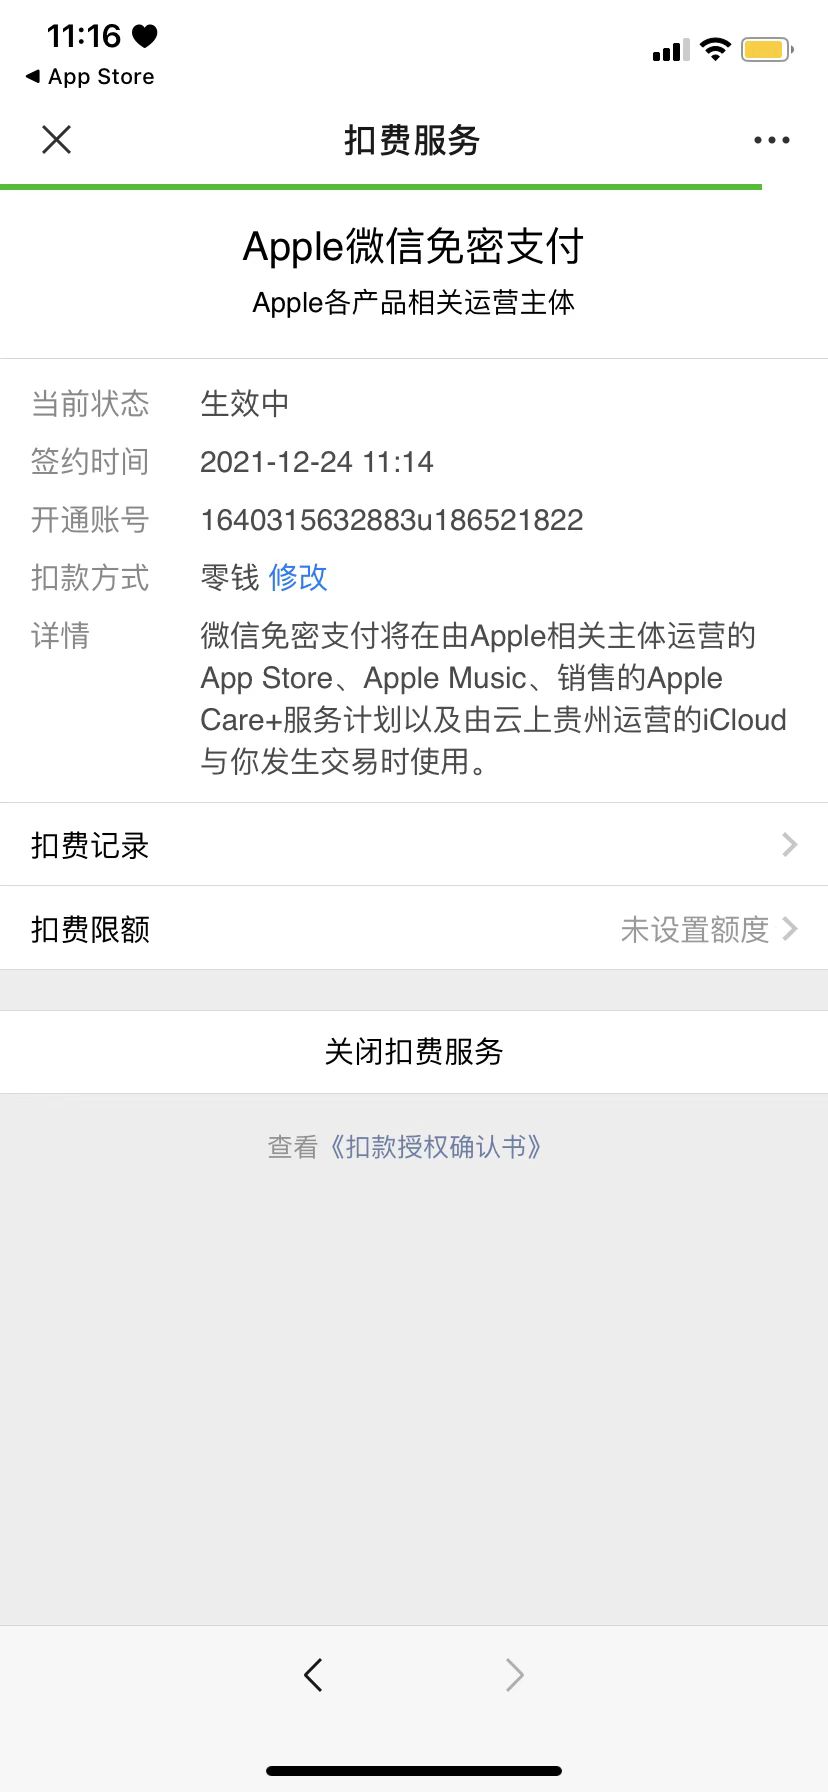 11:16
App Store
扣费服务
Apple微信免密支付
Apple各产品相关运营主体
当前状态 生效中
签约时间 2021-12-24 11:14
开通账号 1640315632883u186521822
扣款方式 零钱 修改
详情 微信免密支付将在由Apple相关主体运营的
App Store、Apple Music、销售的Apple
Care+服务计划以及由云上贵州运营的iCloud
与你发生交易时使用。
扣费记录
扣费限额 未设置额度
关闭扣费服务
查看《扣款授权确认书》